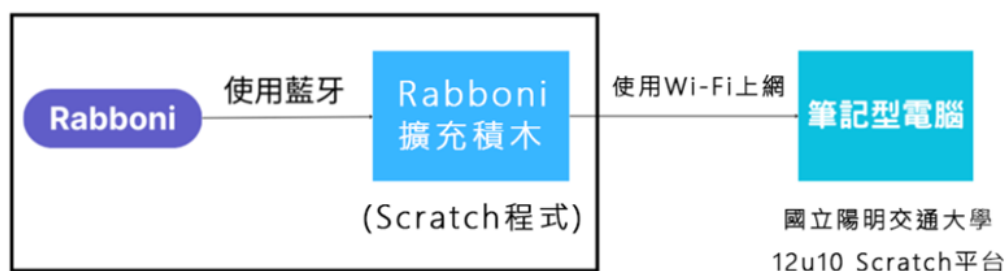 Rabboni
使用藍牙
Rabboni
擴充積木
(Scratch程式)
使用Wi-Fi上網
筆記型電腦
國立陽明交通大學
12u10 Scratch平台